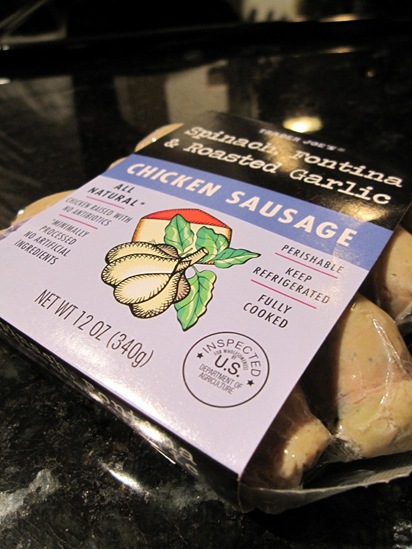 TRADER JOE'S
Spinach, Fontina
& Roasted Garlic
CHICKEN SAUSAGE
ALL
NATURAL*
CHICKEN RAISED WITH
NO ANTIBIOTICS
*MINIMALLY
PROCESSED
NO ARTIFICIAL
INGREDIENTS
PERISHABLE
KEEP
REFRIGERATED
FULLY
COOKED
NET WT 12 OZ (340g)
INSPECTED
FOR WHOLESOMENESS
BY
U.S.
DEPARTMENT OF
AGRICULTURE